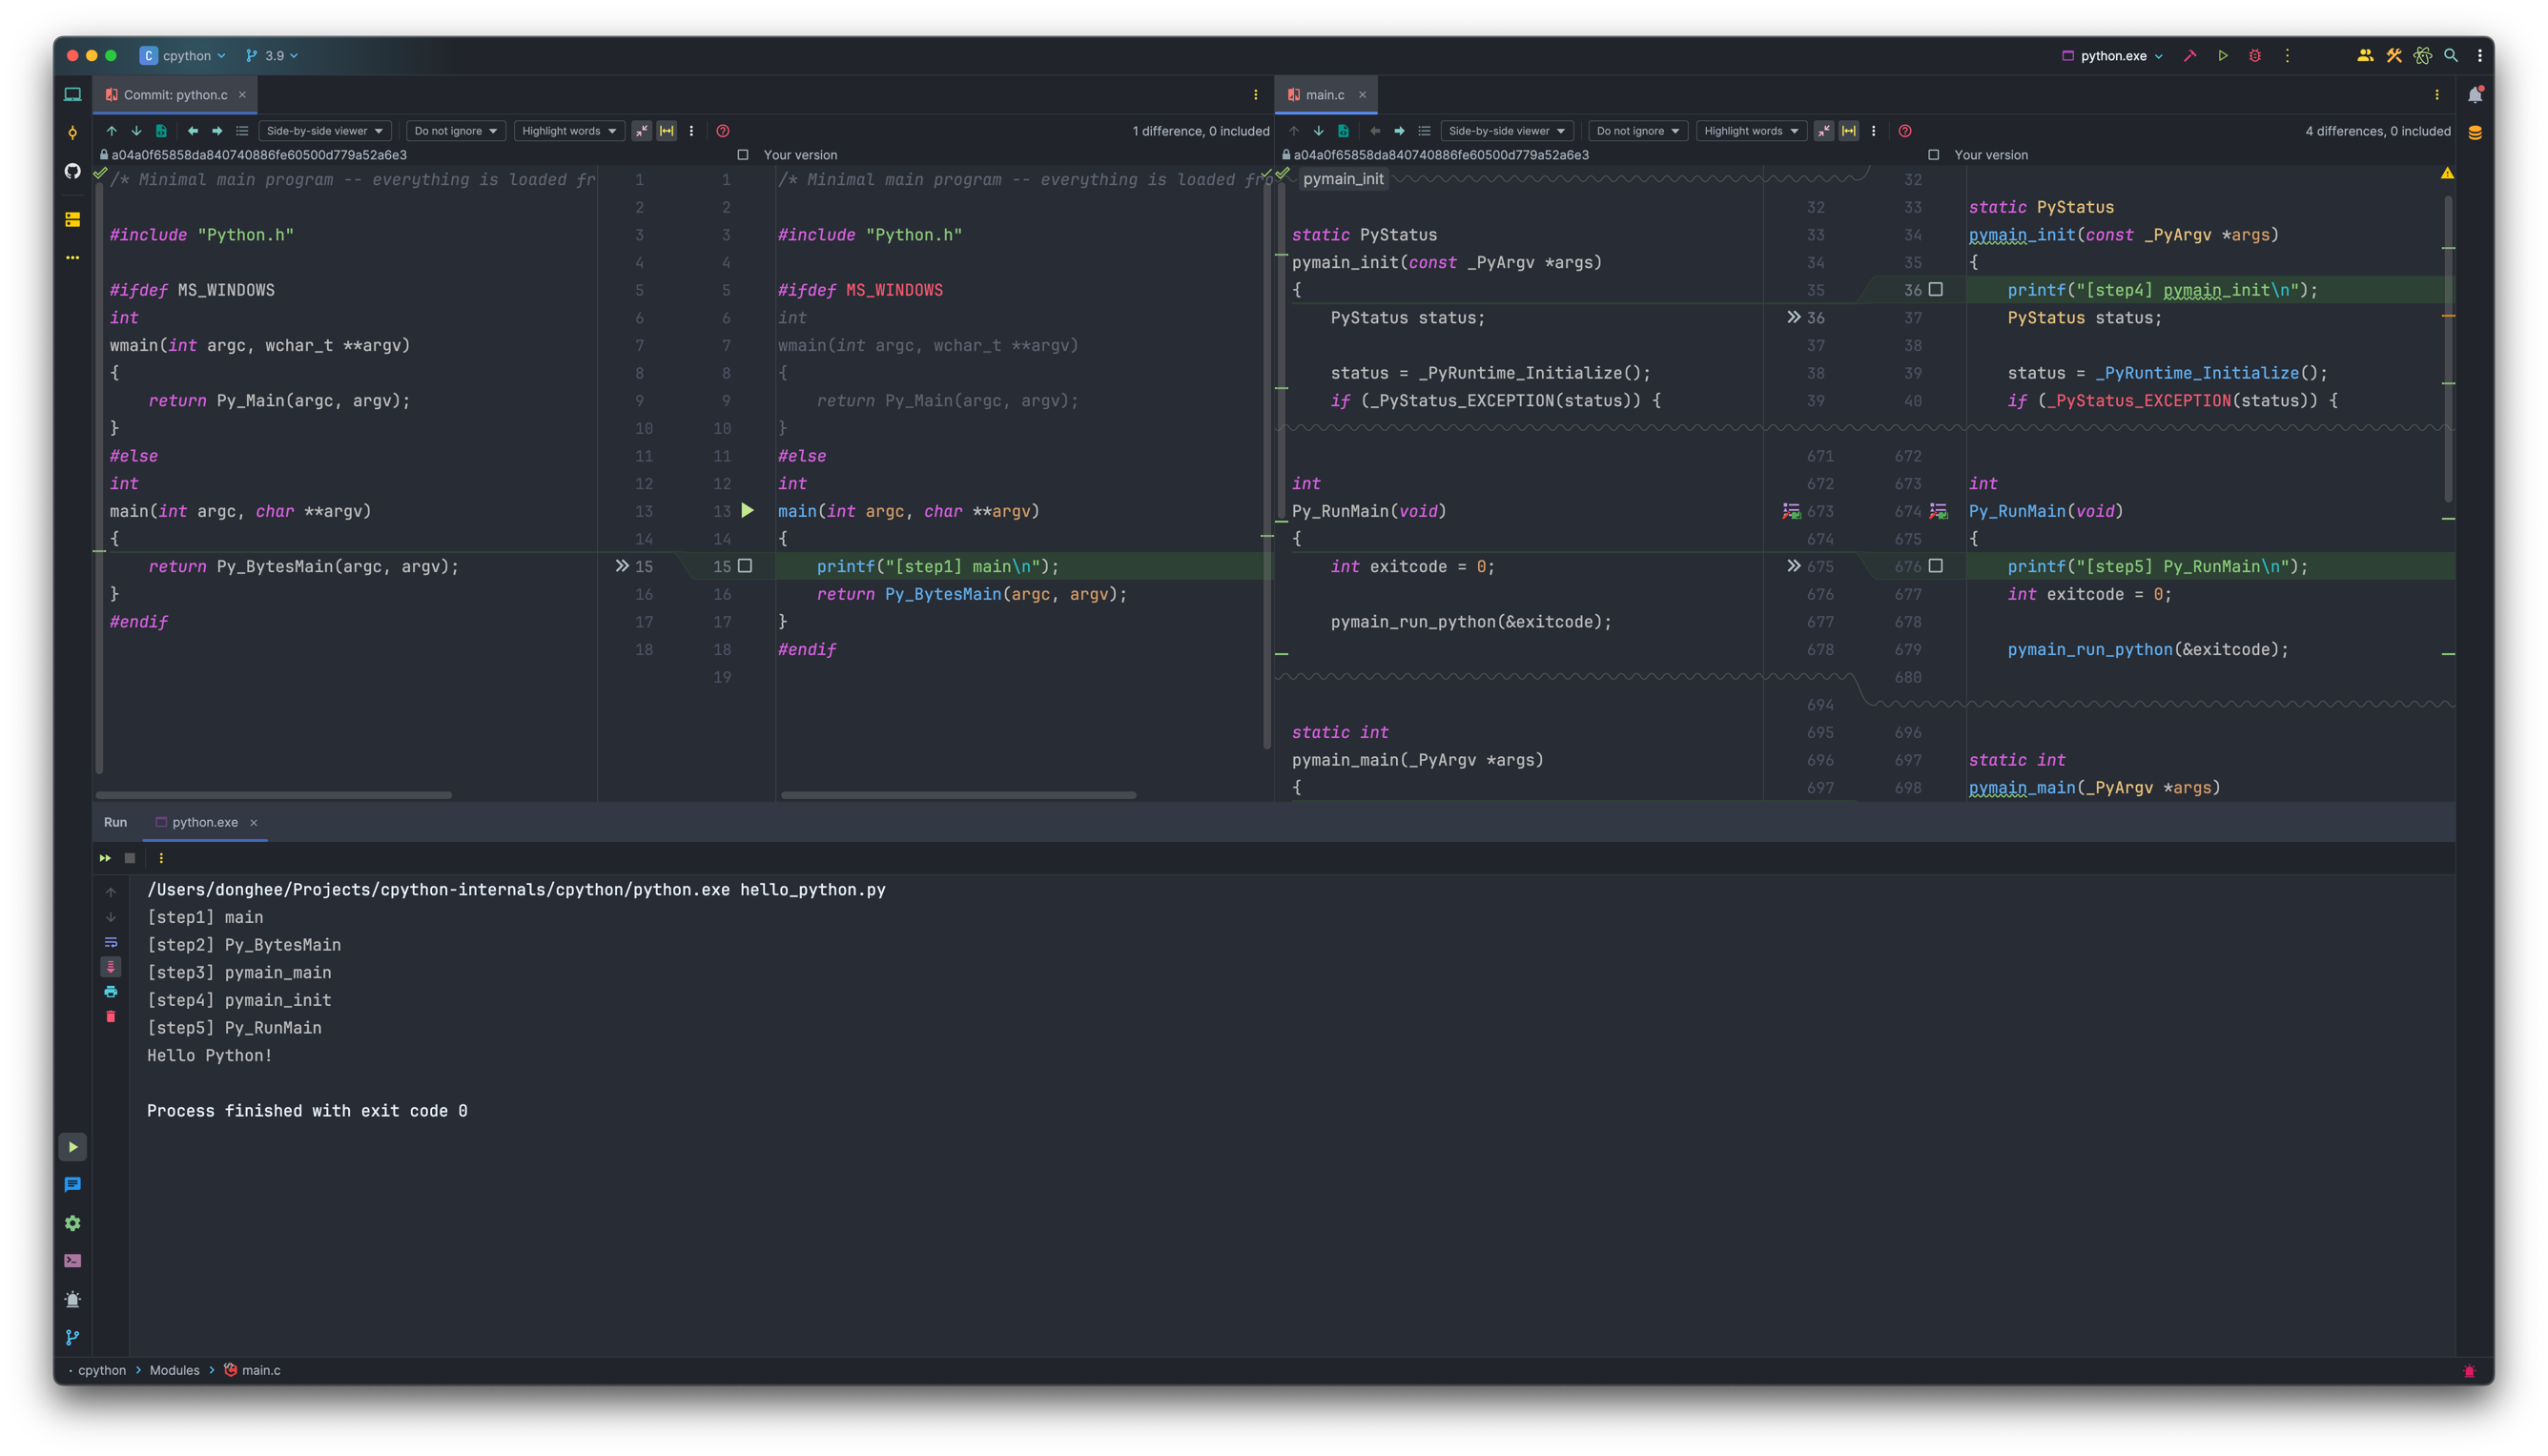 C cpython 3.9 python.exe
Commit: python.c
Side-by-side viewer Do not ignore Highlight words 1 difference, 0 included
a04a0f65858da840740886fe60500d779a52a6e3 Your version
/* Minimal main program -- everything is loaded fr 1
2
#include "Python.h" 3
4
#ifdef MS_WINDOWS 5
int 6
wmain(int argc, wchar_t **argv) 7
{ 8
    return Py_Main(argc, argv); 9
} 10
#else 11
int 12
main(int argc, char **argv) 13
{ 14
    return Py_BytesMain(argc, argv); 15
} 16
#endif 17
18
1 /* Minimal main program -- everything is loaded fro
2
3 #include "Python.h"
4
5 #ifdef MS_WINDOWS
6 int
7 wmain(int argc, wchar_t **argv)
8 {
9     return Py_Main(argc, argv);
10 }
11 #else
12 int
13 main(int argc, char **argv)
14 {
15     printf("[step1] main\n");
16     return Py_BytesMain(argc, argv);
17 }
18 #endif
19
main.c
Side-by-side viewer Do not ignore Highlight words 4 differences, 0 included
a04a0f65858da840740886fe60500d779a52a6e3 Your version
pymain_init
32
static PyStatus 33
pymain_init(const _PyArgv *args) 34
{ 35
    PyStatus status; 36
37
    status = _PyRuntime_Initialize(); 38
    if (_PyStatus_EXCEPTION(status)) { 39
671
int 672
Py_RunMain(void) 673
{ 674
    int exitcode = 0; 675
676
    pymain_run_python(&exitcode); 677
678
694
static int 695
pymain_main(_PyArgv *args) 696
{ 697
32
33 static PyStatus
34 pymain_init(const _PyArgv *args)
35 {
36     printf("[step4] pymain_init\n");
37     PyStatus status;
38
39     status = _PyRuntime_Initialize();
40     if (_PyStatus_EXCEPTION(status)) {
672
673 int
674 Py_RunMain(void)
675 {
676     printf("[step5] Py_RunMain\n");
677     int exitcode = 0;
678
679     pymain_run_python(&exitcode);
680
696
697 static int
698 pymain_main(_PyArgv *args)
Run python.exe
/Users/donghee/Projects/cpython-internals/cpython/python.exe hello_python.py
[step1] main
[step2] Py_BytesMain
[step3] pymain_main
[step4] pymain_init
[step5] Py_RunMain
Hello Python!
Process finished with exit code 0
cpython > Modules > main.c